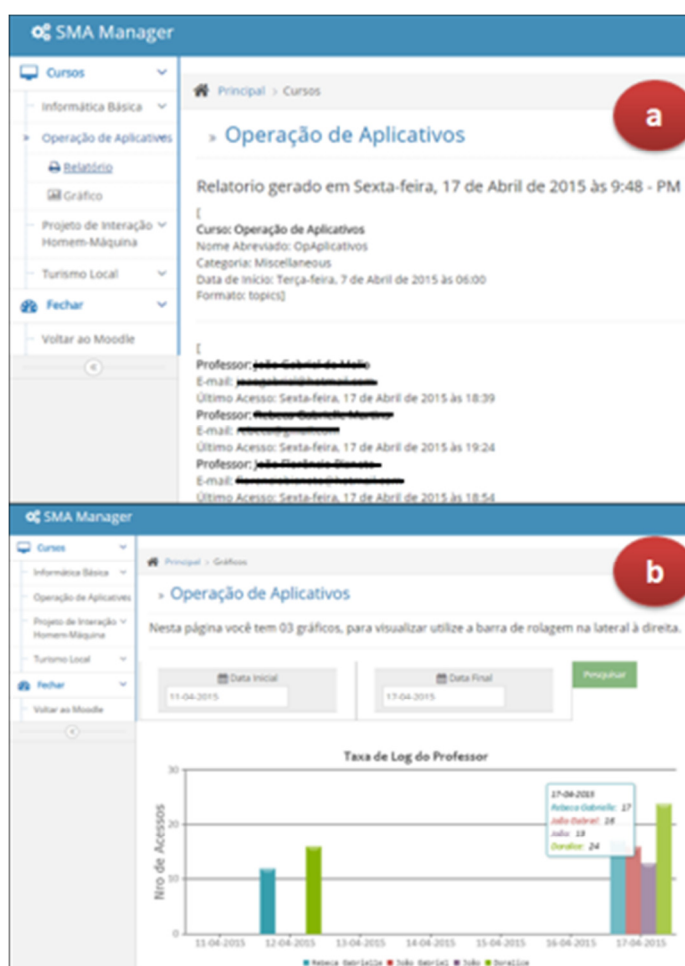 SMA Manager
Cursos
Informática Básica
Operação de Aplicativos
Relatório
Gráfico
Projeto de Interação
Homem-Máquina
Turismo Local
Fechar
Voltar ao Moodle
Principal > Cursos
a
» Operação de Aplicativos
Relatorio gerado em Sexta-feira, 17 de Abril de 2015 às 9:48 - PM
[
Curso: Operação de Aplicativos
Nome Abreviado: OpAplicativos
Categoria: Miscellaneous
Data de Início: Terça-feira, 7 de Abril de 2015 às 06:00
Formato: topics]
[
Professor:
E-mail:
Último Acesso: Sexta-feira, 17 de Abril de 2015 às 18:39
Professor:
E-mail:
Último Acesso: Sexta-feira, 17 de Abril de 2015 às 19:24
Professor:
E-mail:
Último Acesso: Sexta-feira, 17 de Abril de 2015 às 18:54
SMA Manager
Cursos
Informática Básica
Operação de Aplicativos
Projeto de Interação
Homem-Máquina
Turismo Local
Fechar
Voltar ao Moodle
Principal > Gráficos
b
» Operação de Aplicativos
Nesta página você tem 03 gráficos, para visualizar utilize a barra de rolagem na lateral à direita.
Data Inicial
11-04-2015
Data Final
17-04-2015
Pesquisar
Taxa de Log do Professor
Nro de Acessos
30
20
10
0
17-04-2015
Rebeca Gabrielle: 17
João Gabriel: 16
João: 13
Doralice: 24
11-04-2015 12-04-2015 13-04-2015 14-04-2015 15-04-2015 16-04-2015 17-04-2015
Rebeca Gabrielle João Gabriel João Doralice